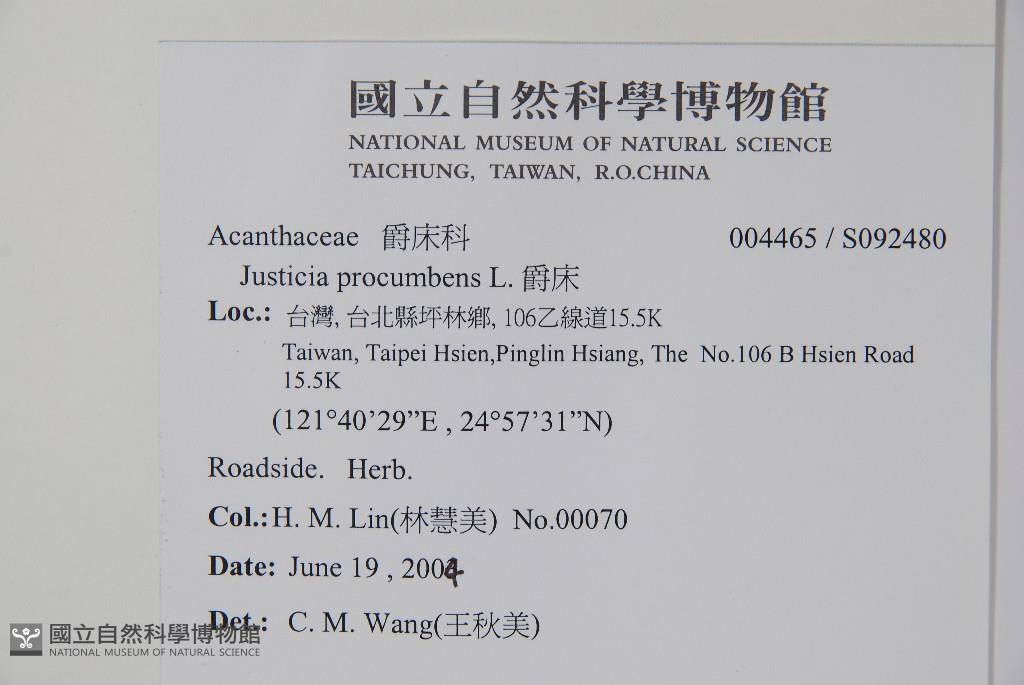 國立自然科學博物館
NATIONAL MUSEUM OF NATURAL SCIENCE
TAICHUNG, TAIWAN, R.O.CHINA
Acanthaceae 爵床科 004465 / S092480
Justicia procumbens L. 爵床
Loc.: 台灣, 台北縣坪林鄉, 106乙線道15.5K
Taiwan, Taipei Hsien,Pinglin Hsiang, The No.106 B Hsien Road
15.5K
(121°40’29”E , 24°57’31”N)
Roadside. Herb.
Col.:H. M. Lin(林慧美) No.00070
Date: June 19 , 2004
Det.: C. M. Wang(王秋美)
國立自然科學博物館
NATIONAL MUSEUM OF NATURAL SCIENCE